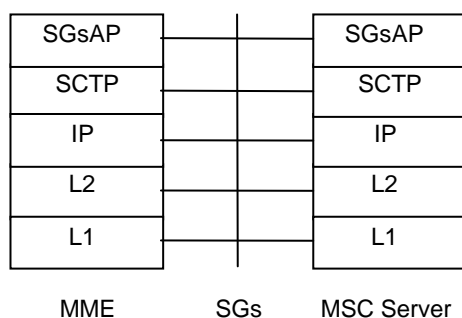 SGsAP SGsAP
SCTP SCTP
IP IP
L2 L2
L1 L1
MME SGs MSC Server